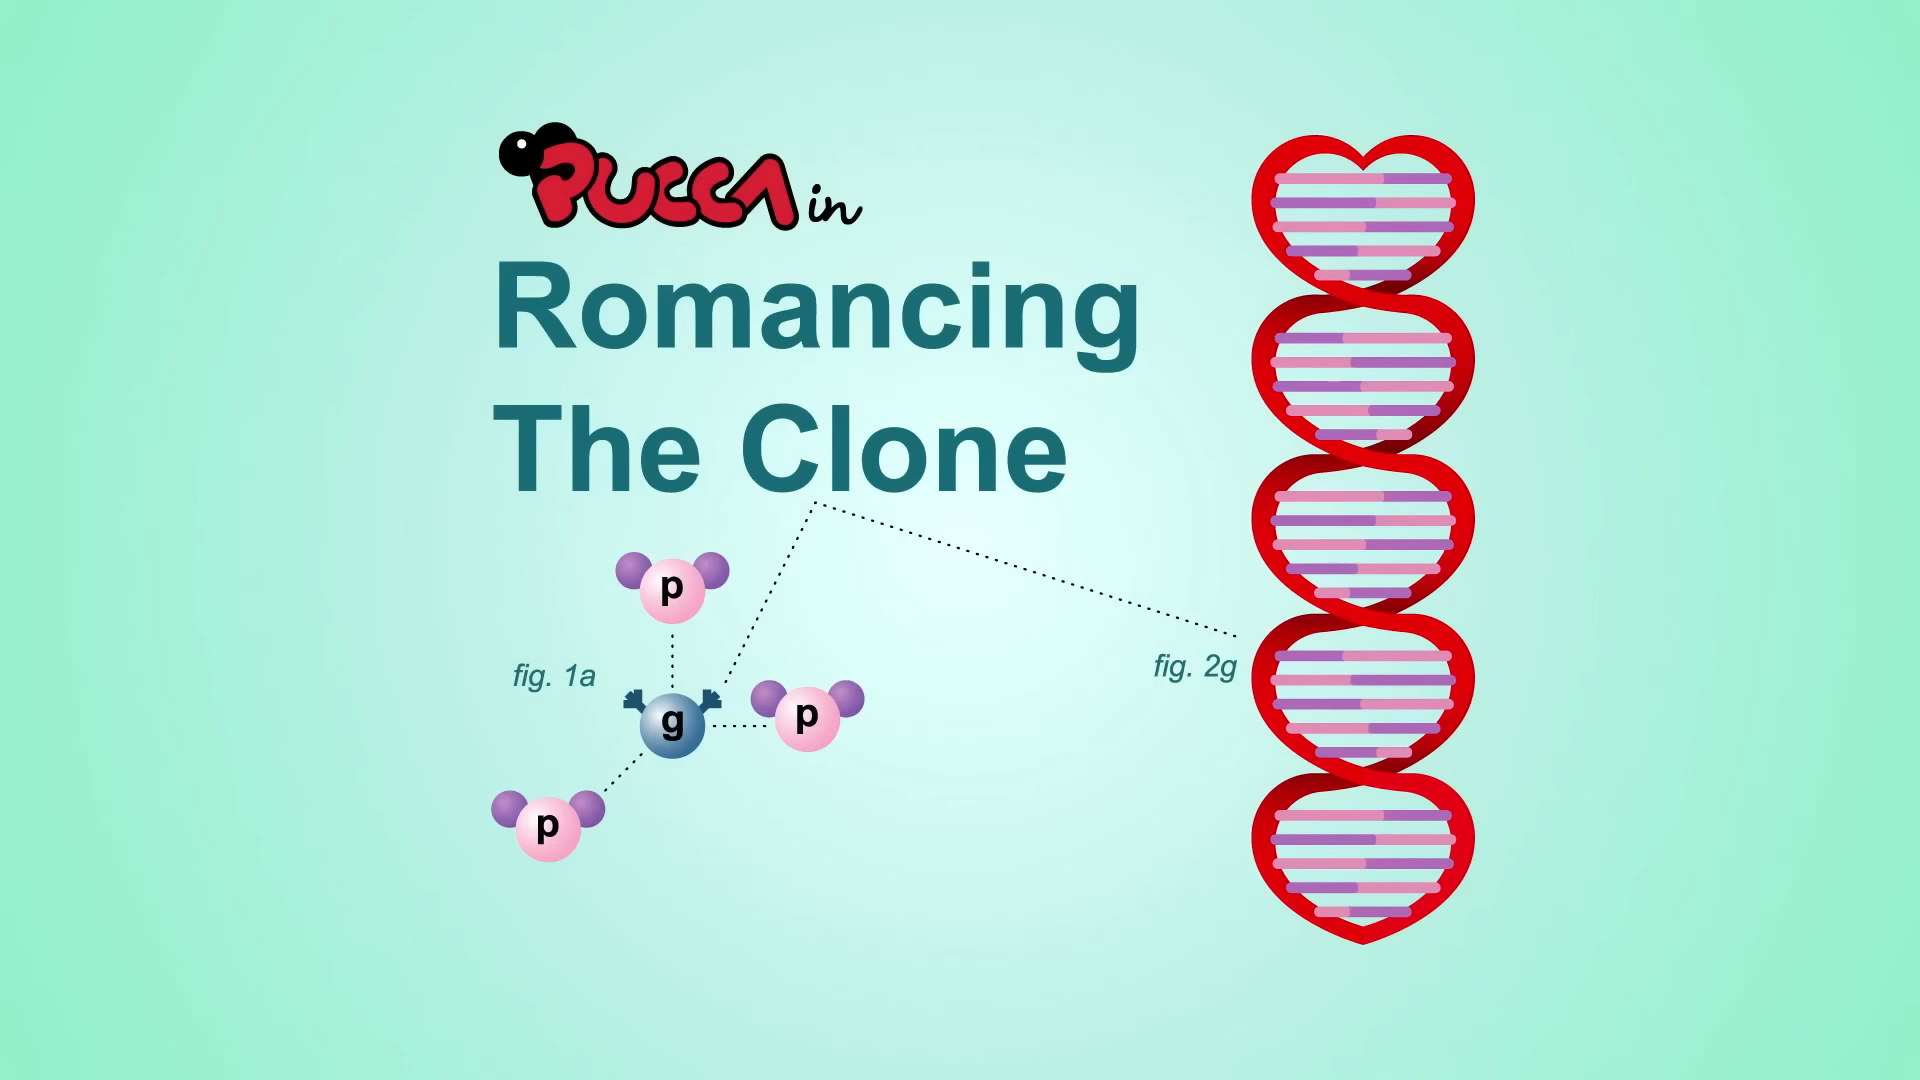 PUCCA in
Romancing
The Clone
p
fig. 1a
g
p
p
fig. 2g